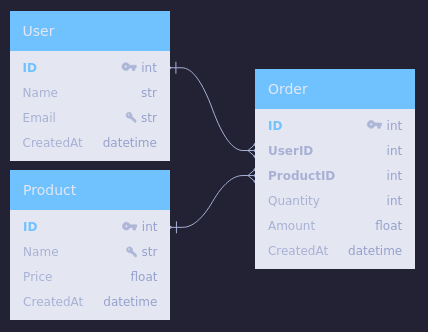 User
ID int
Name str
Email str
CreatedAt datetime
Product
ID int
Name str
Price float
CreatedAt datetime
Order
ID int
UserID int
ProductID int
Quantity int
Amount float
CreatedAt datetime